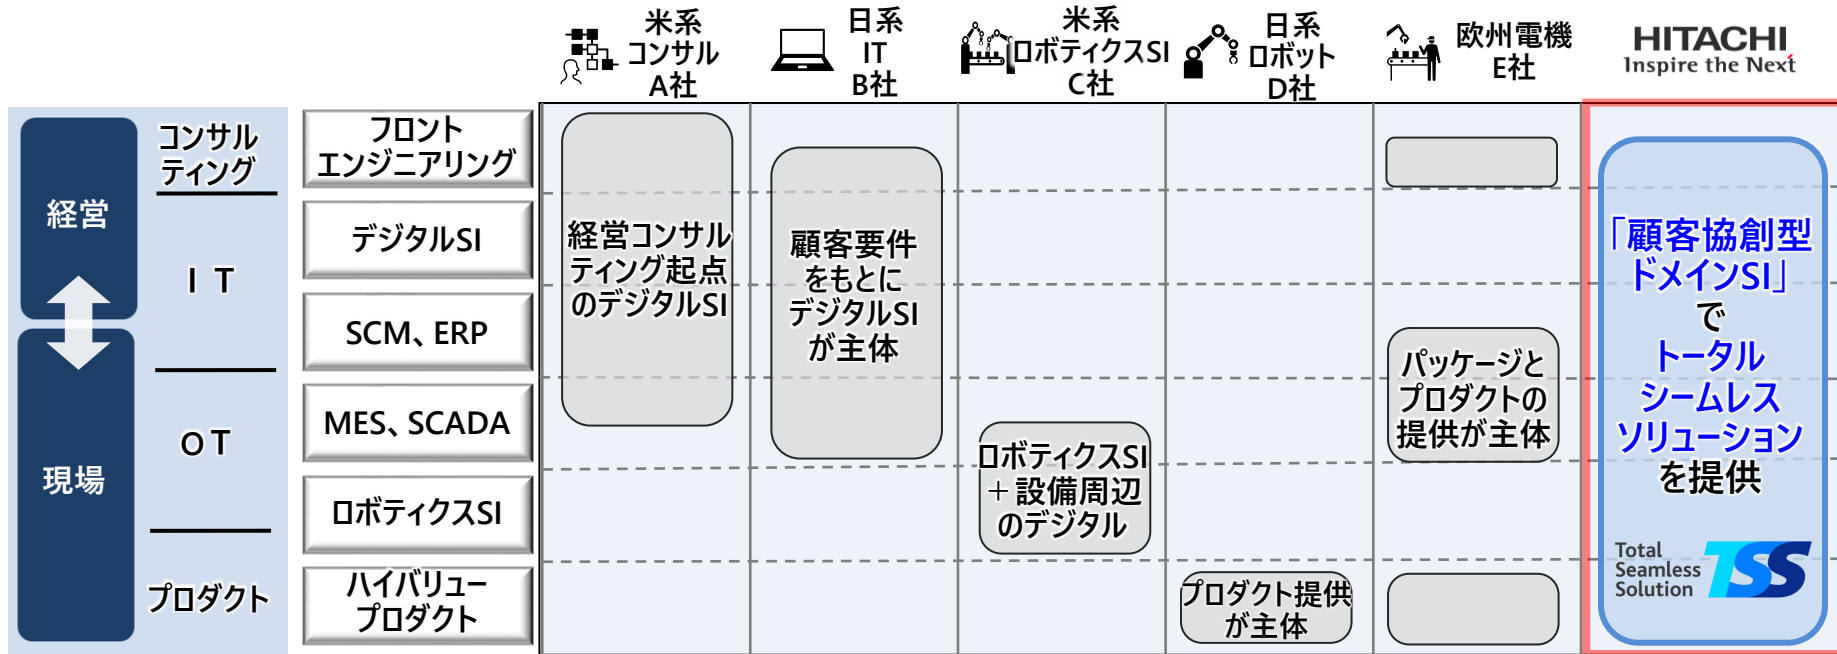 米系
コンサル
A社
日系
IT
B社
米系
ロボティクスSI
C社
日系
ロボット
D社
欧州電機
E社
HITACHI
Inspire the Next
経営
現場
コンサル
ティング
ＩＴ
ＯＴ
プロダクト
フロント
エンジニアリング
デジタルSI
SCM、ERP
MES、SCADA
ロボティクスSI
ハイバリュー
プロダクト
経営コンサル
ティング起点
のデジタルSI
顧客要件
をもとに
デジタルSI
が主体
ロボティクスSI
＋設備周辺
のデジタル
プロダクト提供
が主体
パッケージと
プロダクトの
提供が主体
「顧客協創型
ドメインSI」
で
トータル
シームレス
ソリューション
を提供
Total
Seamless
Solution
TSS